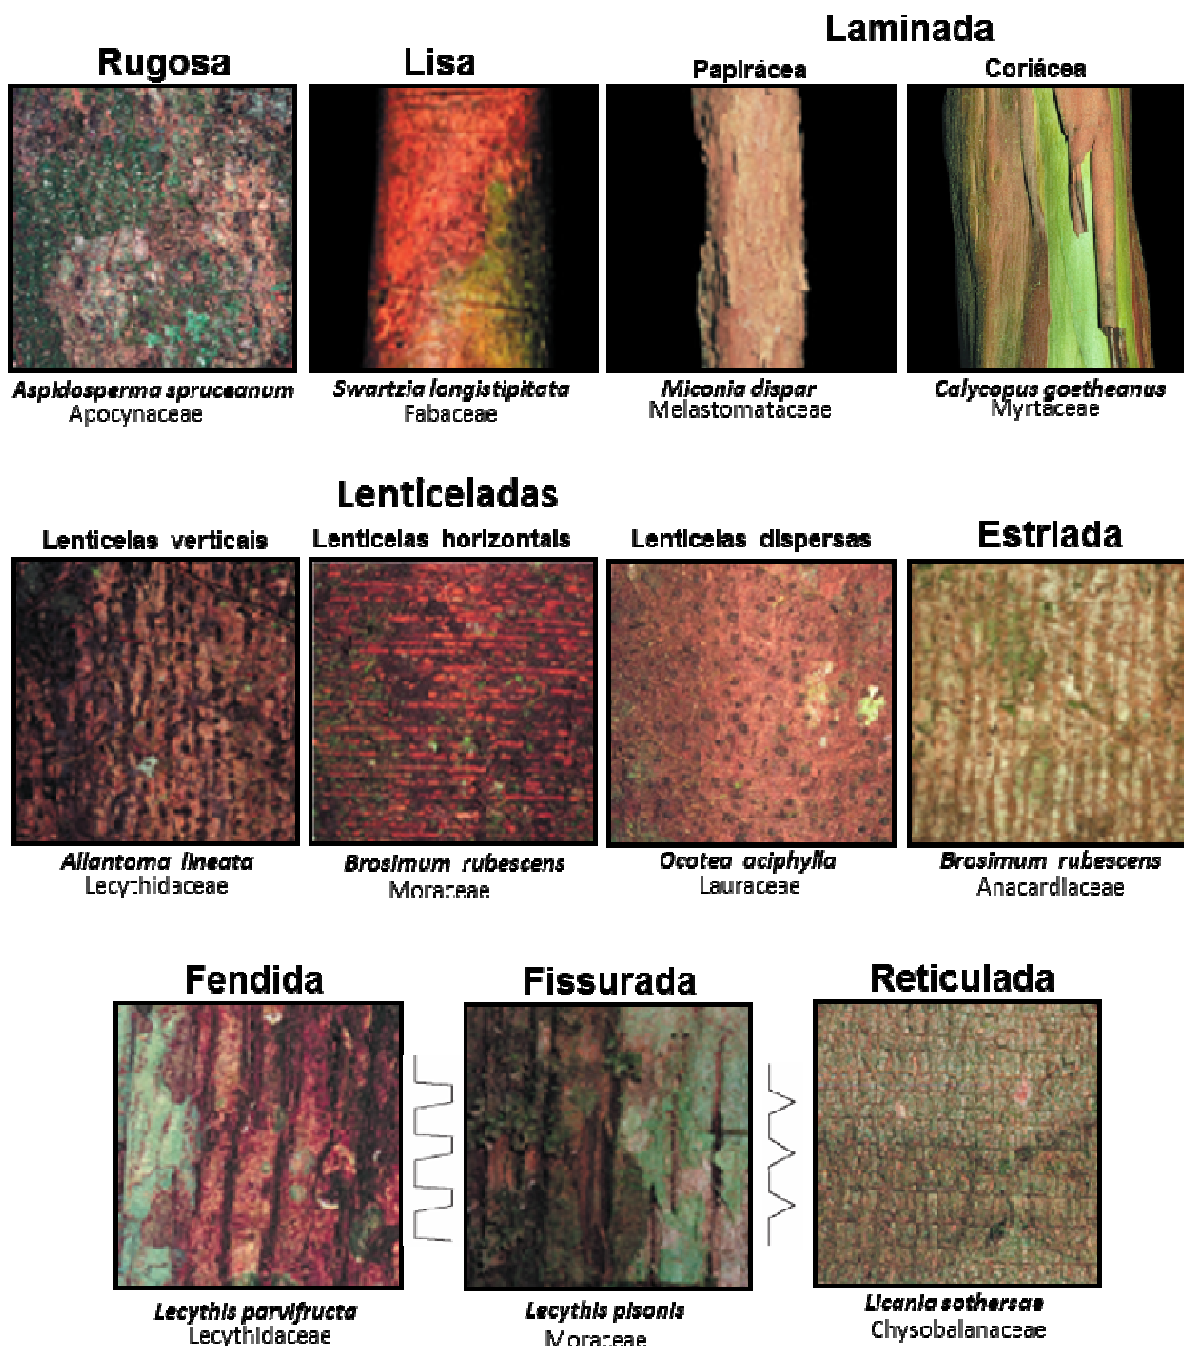 Laminada
Rugosa
Lisa
Papirácea
Coriácea
Aspidosperma spruceanum
Apocynaceae
Swartzia langistipitata
Fabaceae
Miconia dispar
Melastomataceae
Calycopus goetheanus
Myrtaceae
Lenticeladas
Lenticelas verticais
Lenticelas horizontais
Lenticelas dispersas
Estriada
Allantoma lineata
Lecythidaceae
Brosimum rubescens
Moraceae
Ocotea aciphylla
Lauraceae
Brosimum rubescens
Anacardiaceae
Fendida
Fissurada
Reticulada
Lecythis parvifructa
Lecythidaceae
Lecythis pisonis
Moraceae
Licania sothersae
Chysobalanaceae